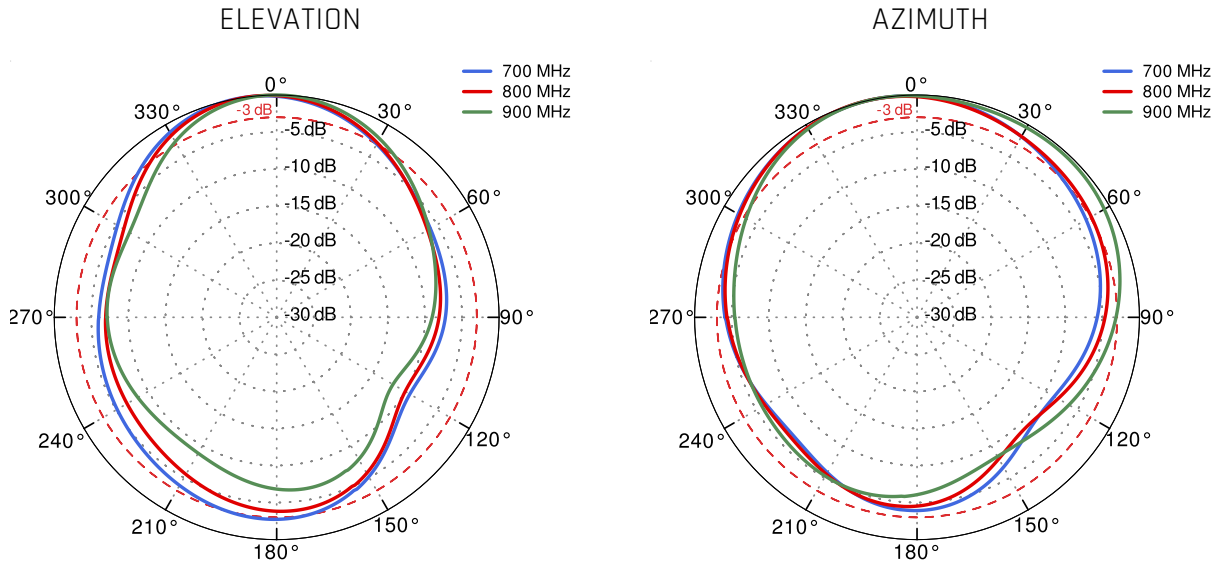 ELEVATION
700 MHz
800 MHz
900 MHz
0°
30°
60°
90°
120°
150°
180°
210°
240°
270°
300°
330°
-3 dB
-5 dB
-10 dB
-15 dB
-20 dB
-25 dB
-30 dB
AZIMUTH
700 MHz
800 MHz
900 MHz
0°
30°
60°
90°
120°
150°
180°
210°
240°
270°
300°
330°
-3 dB
-5 dB
-10 dB
-15 dB
-20 dB
-25 dB
-30 dB